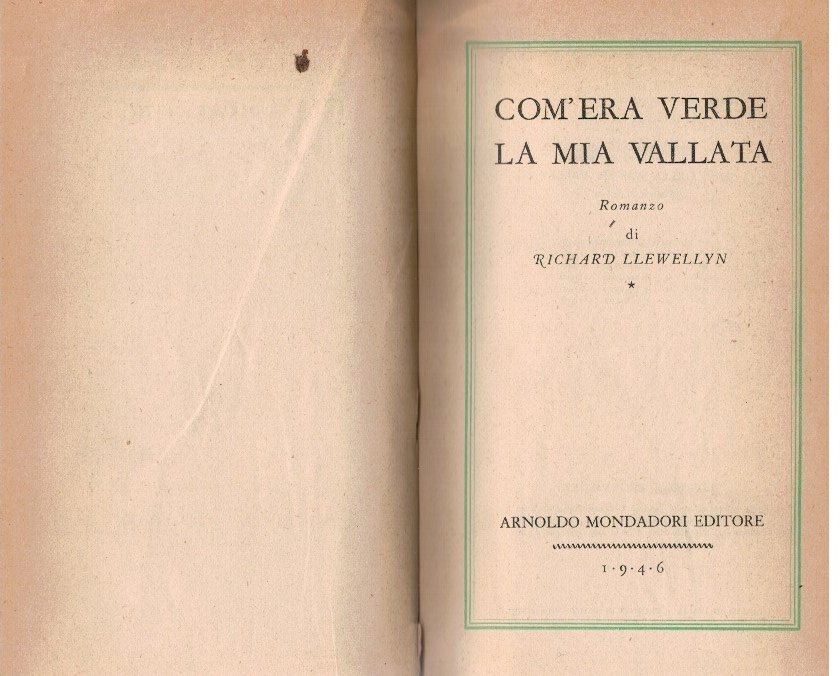 COM'ERA VERDE
LA MIA VALLATA
Romanzo
di
RICHARD LLEWELLYN
★
ARNOLDO MONDADORI EDITORE
1·9·4·6